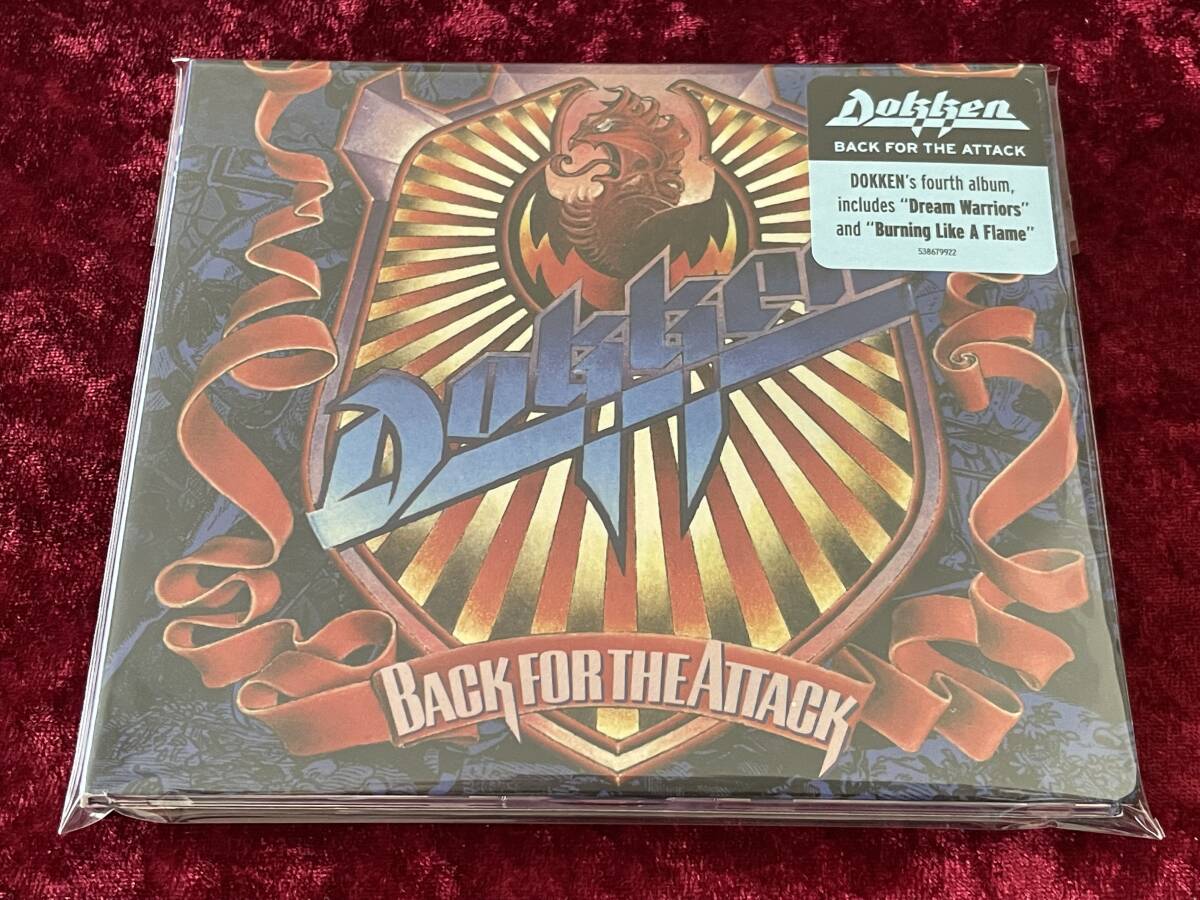 Dokken
BACK FOR THE ATTACK
DOKKEN's fourth album,
includes "Dream Warriors"
and "Burning Like A Flame"
538679922
Dokken
BACK FOR THE ATTACK